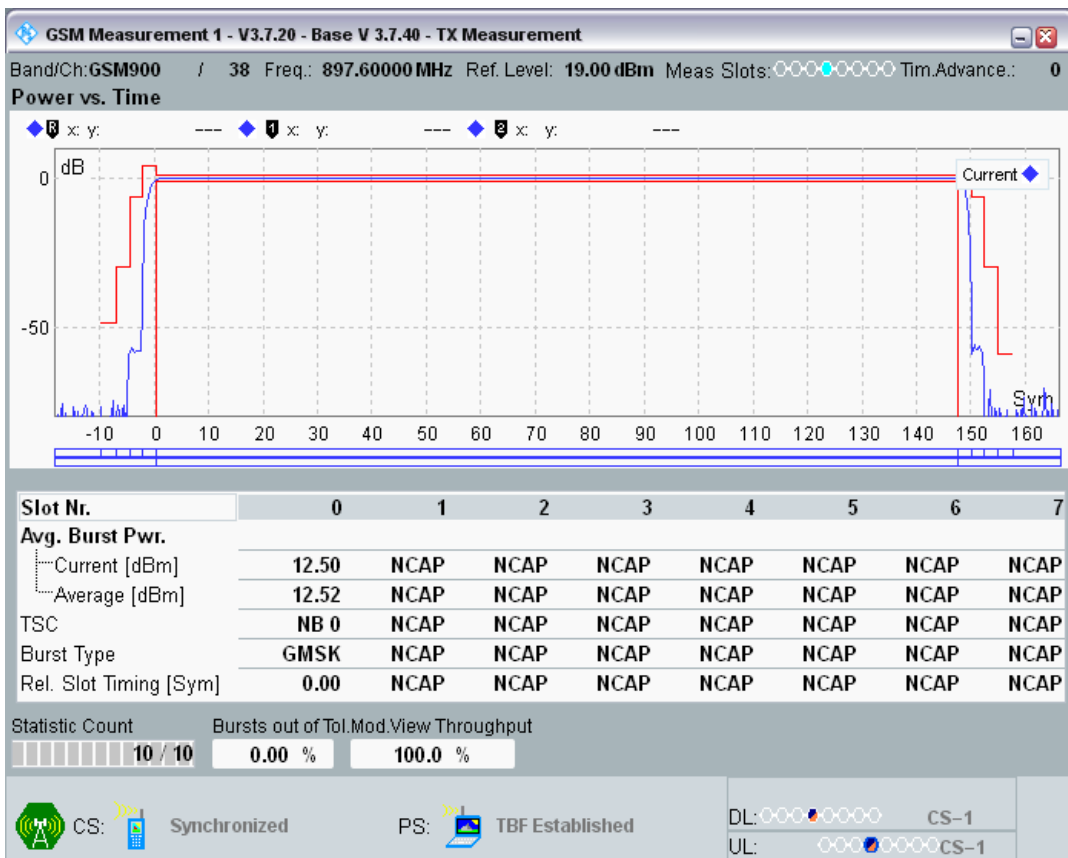 GSM Measurement 1 - V3.7.20 - Base V 3.7.40 - TX Measurement
Band/Ch:GSM900 / 38 Freq.: 897.60000 MHz Ref. Level: 19.00 dBm Meas Slots: Tim.Advance.: 0
Power vs. Time
R x: y: --- 1 x: y: --- 2 x: y: ---
dB
Current
0
-50
Sym
-10 0 10 20 30 40 50 60 70 80 90 100 110 120 130 140 150 160
Slot Nr. 0 1 2 3 4 5 6 7
Avg. Burst Pwr.
Current [dBm] 12.50 NCAP NCAP NCAP NCAP NCAP NCAP NCAP
Average [dBm] 12.52 NCAP NCAP NCAP NCAP NCAP NCAP NCAP
TSC NB 0 NCAP NCAP NCAP NCAP NCAP NCAP NCAP
Burst Type GMSK NCAP NCAP NCAP NCAP NCAP NCAP NCAP
Rel. Slot Timing [Sym] 0.00 NCAP NCAP NCAP NCAP NCAP NCAP NCAP
Statistic Count Bursts out of Tol.Mod.View Throughput
10 / 10 0.00 % 100.0 %
CS: Synchronized PS: TBF Established
DL: CS-1
UL: CS-1